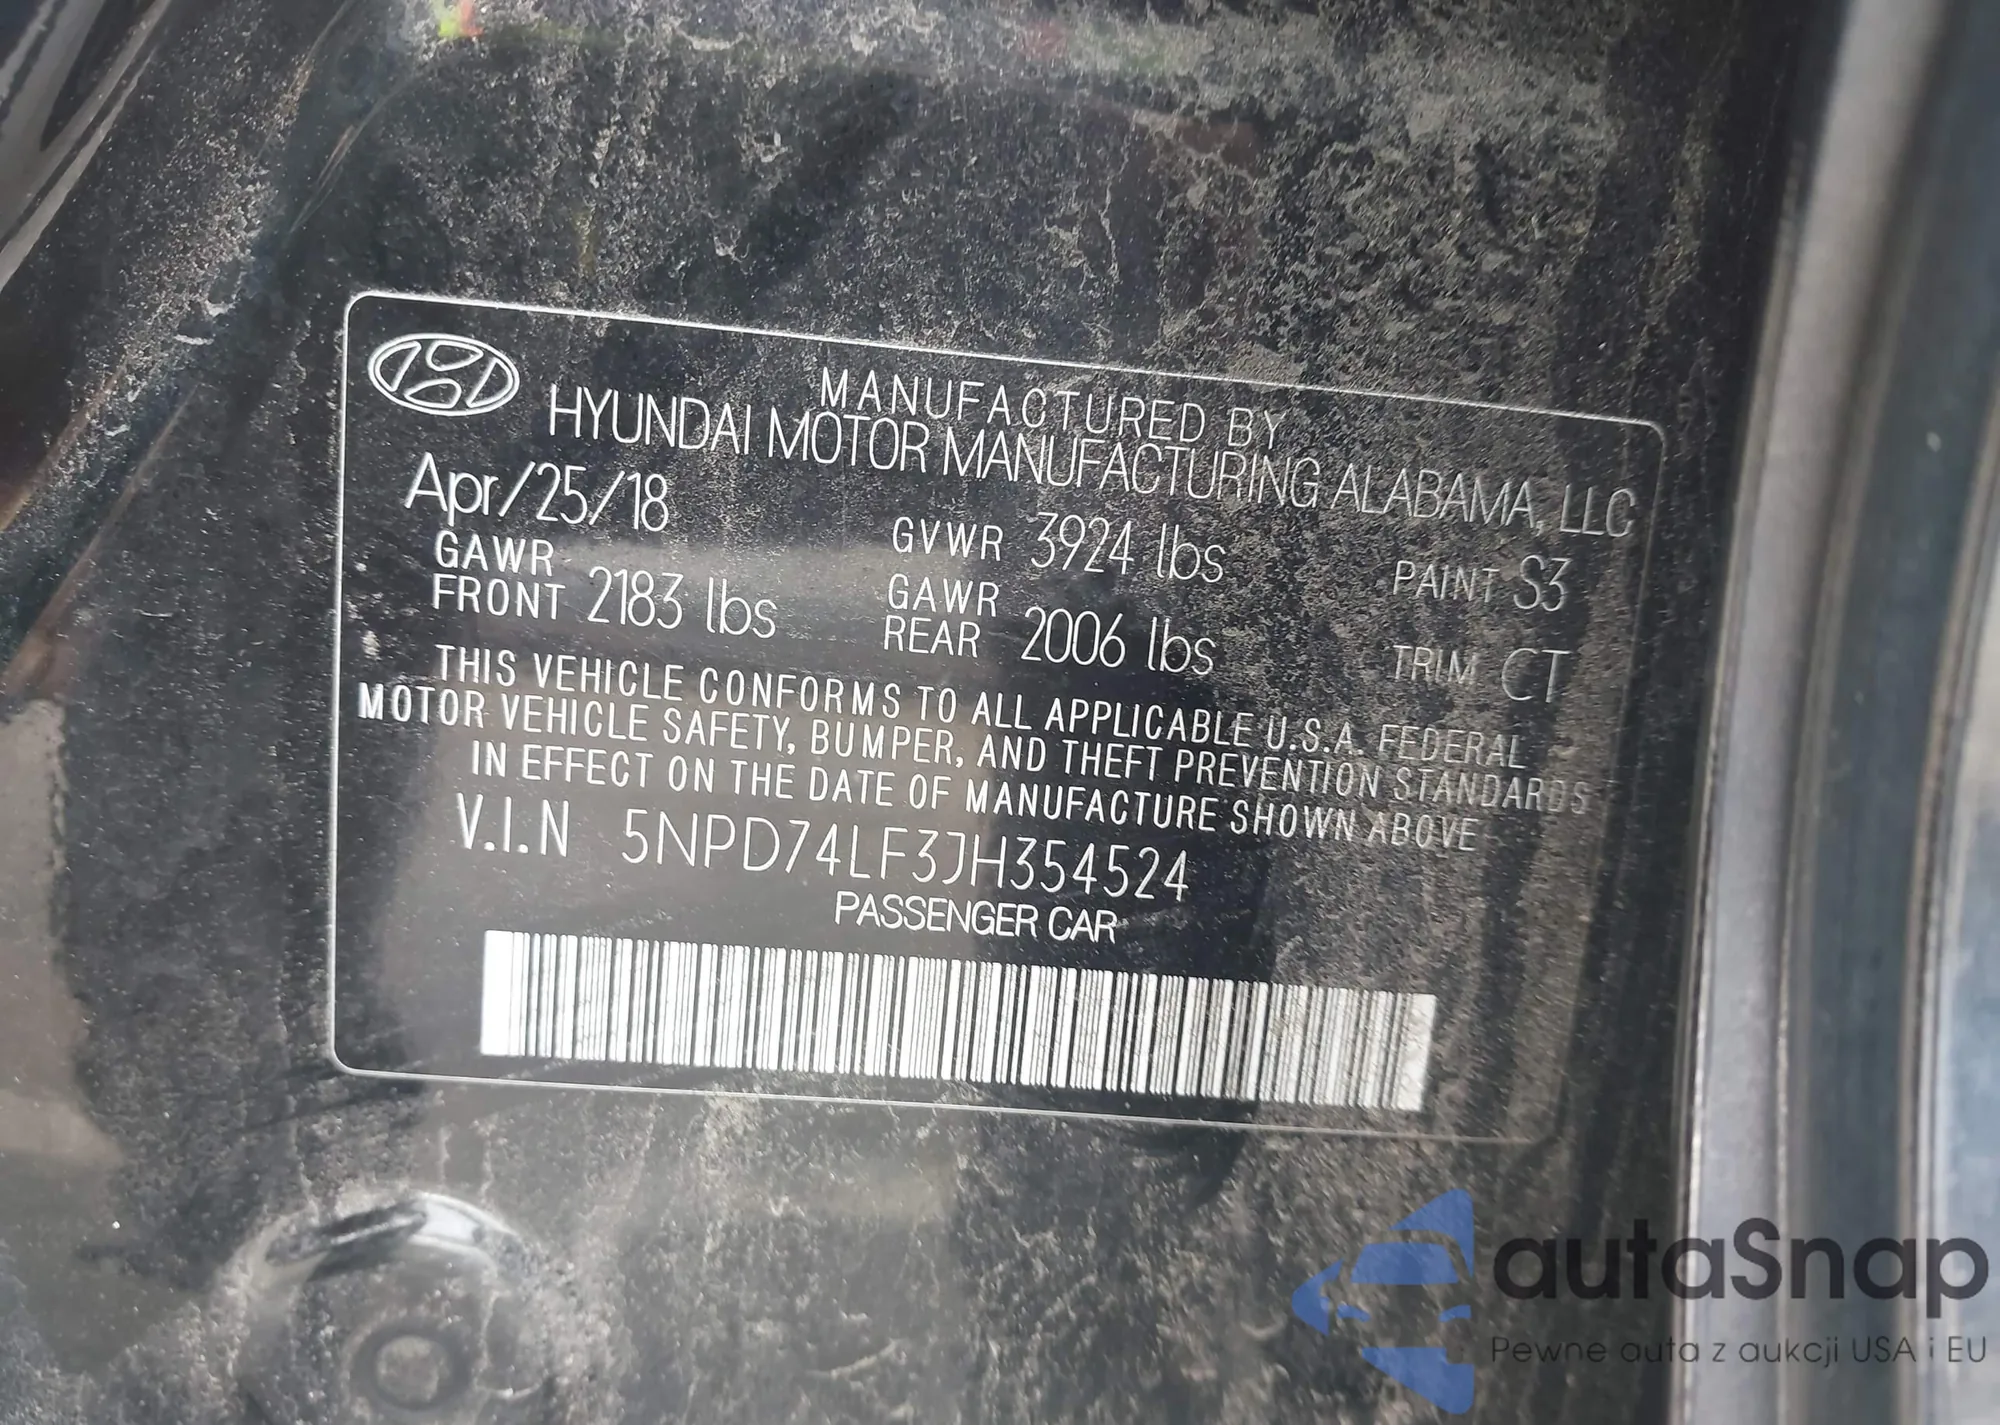 MANUFACTURED BY
HYUNDAI MOTOR MANUFACTURING ALABAMA, LLC
Apr/25/18 GVWR 3924 lbs PAINT S3
GAWR FRONT 2183 lbs GAWR REAR 2006 lbs TRIM CT
THIS VEHICLE CONFORMS TO ALL APPLICABLE U.S.A. FEDERAL
MOTOR VEHICLE SAFETY, BUMPER, AND THEFT PREVENTION STANDARDS
IN EFFECT ON THE DATE OF MANUFACTURE SHOWN ABOVE
V.I.N 5NPD74LF3JH354524
PASSENGER CAR
autaSnap
Pewne auta z aukcji USA i EU